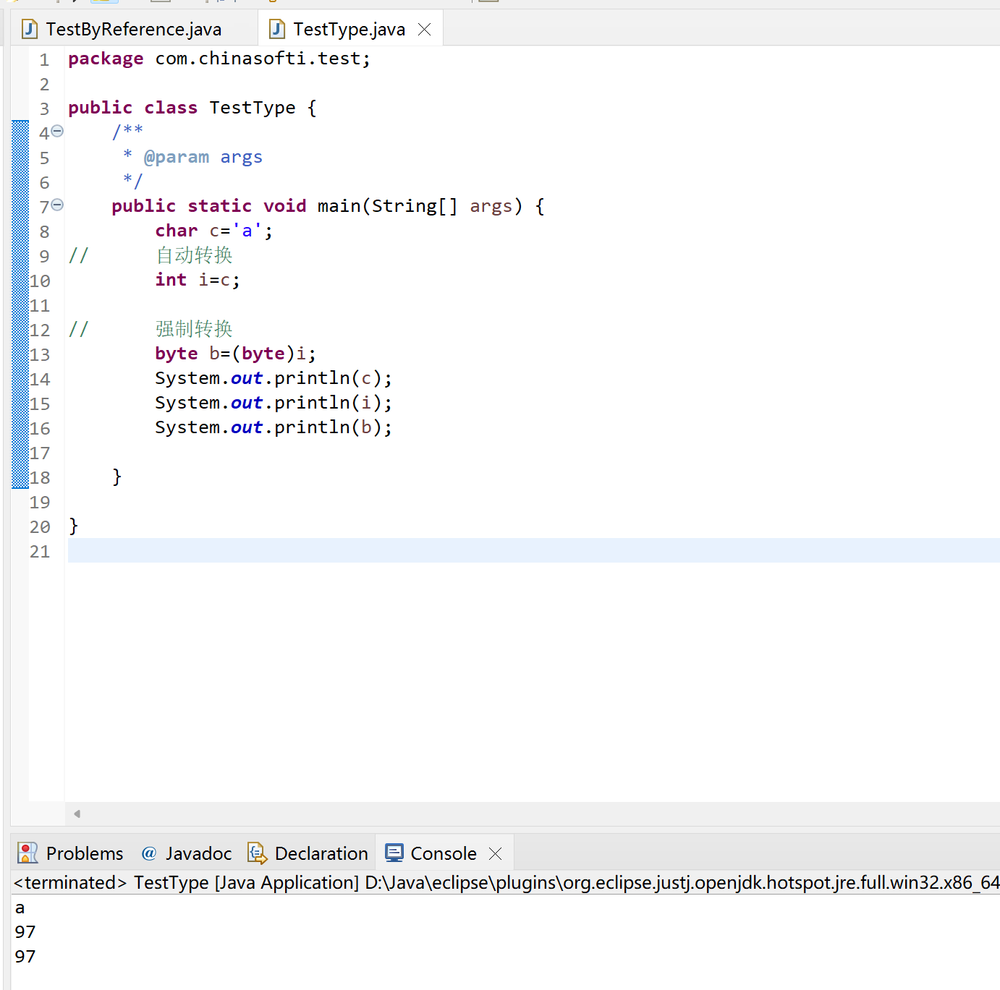 TestByReference.java TestType.java
1 package com.chinasofti.test;
2
3 public class TestType {
4 /**
5 * @param args
6 */
7 public static void main(String[] args) {
8 char c='a';
9 // 自动转换
10 int i=c;
11
12 // 强制转换
13 byte b=(byte)i;
14 System.out.println(c);
15 System.out.println(i);
16 System.out.println(b);
17
18 }
19
20 }
21
Problems Javadoc Declaration Console
<terminated> TestType [Java Application] D:\Java\eclipse\plugins\org.eclipse.justj.openjdk.hotspot.jre.full.win32.x86_64
a
97
97